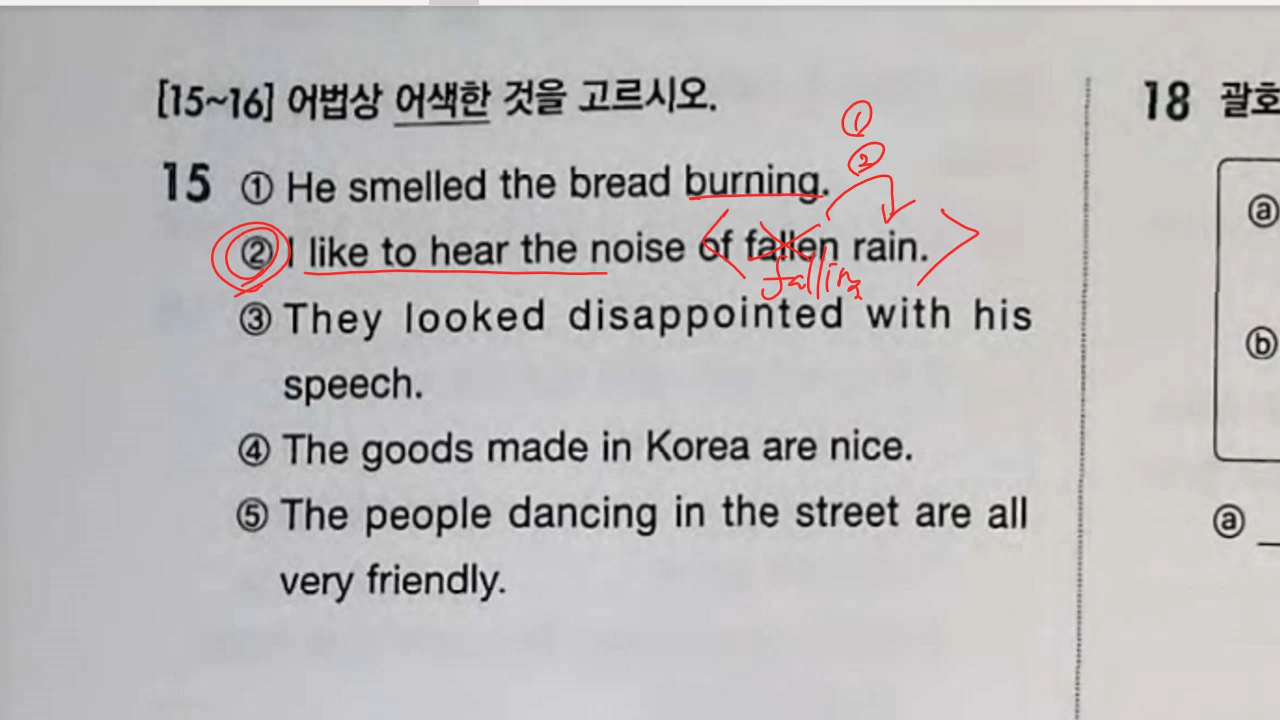 [15~16] 어법상 어색한 것을 고르시오.
①
②
15 ① He smelled the bread burning.
② I like to hear the noise of fallen rain.
falling
③ They looked disappointed with his
speech.
④ The goods made in Korea are nice.
⑤ The people dancing in the street are all
very friendly.
18 괄호
ⓐ
ⓑ
ⓐ